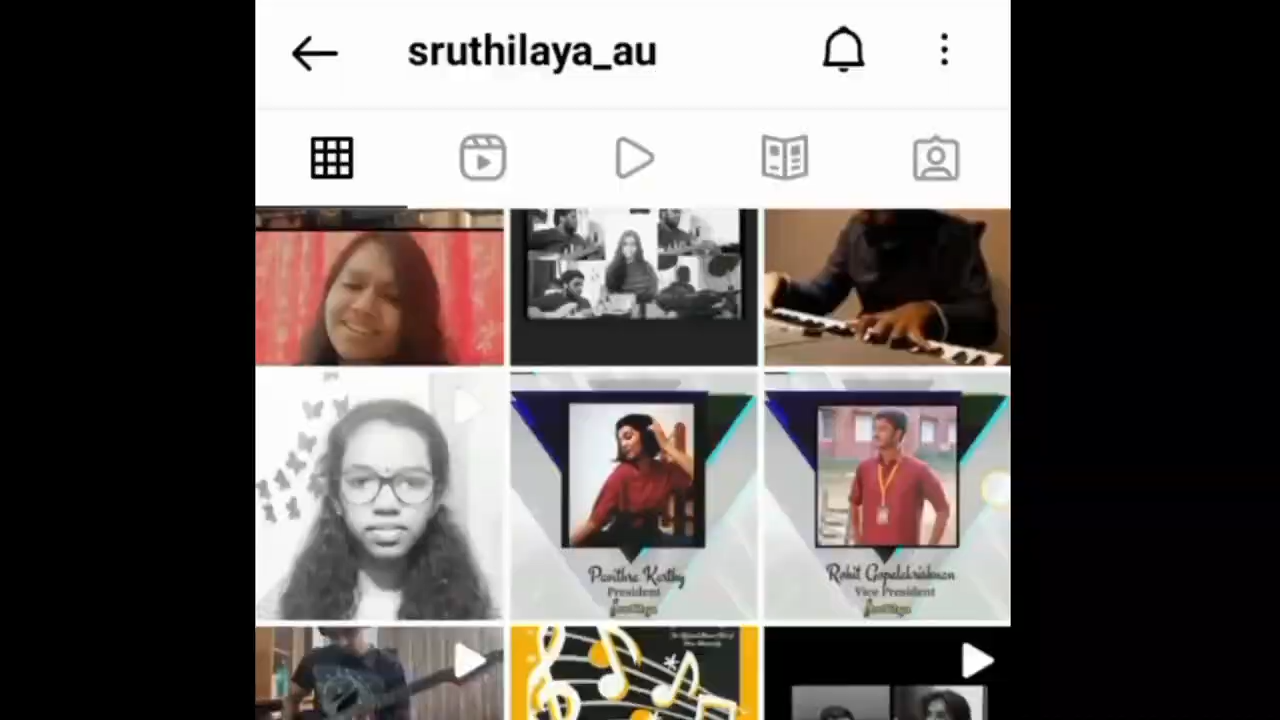 sruthilaya_au
Pavithra Karthy
President
Rohit Gopalakrishnan
Vice President